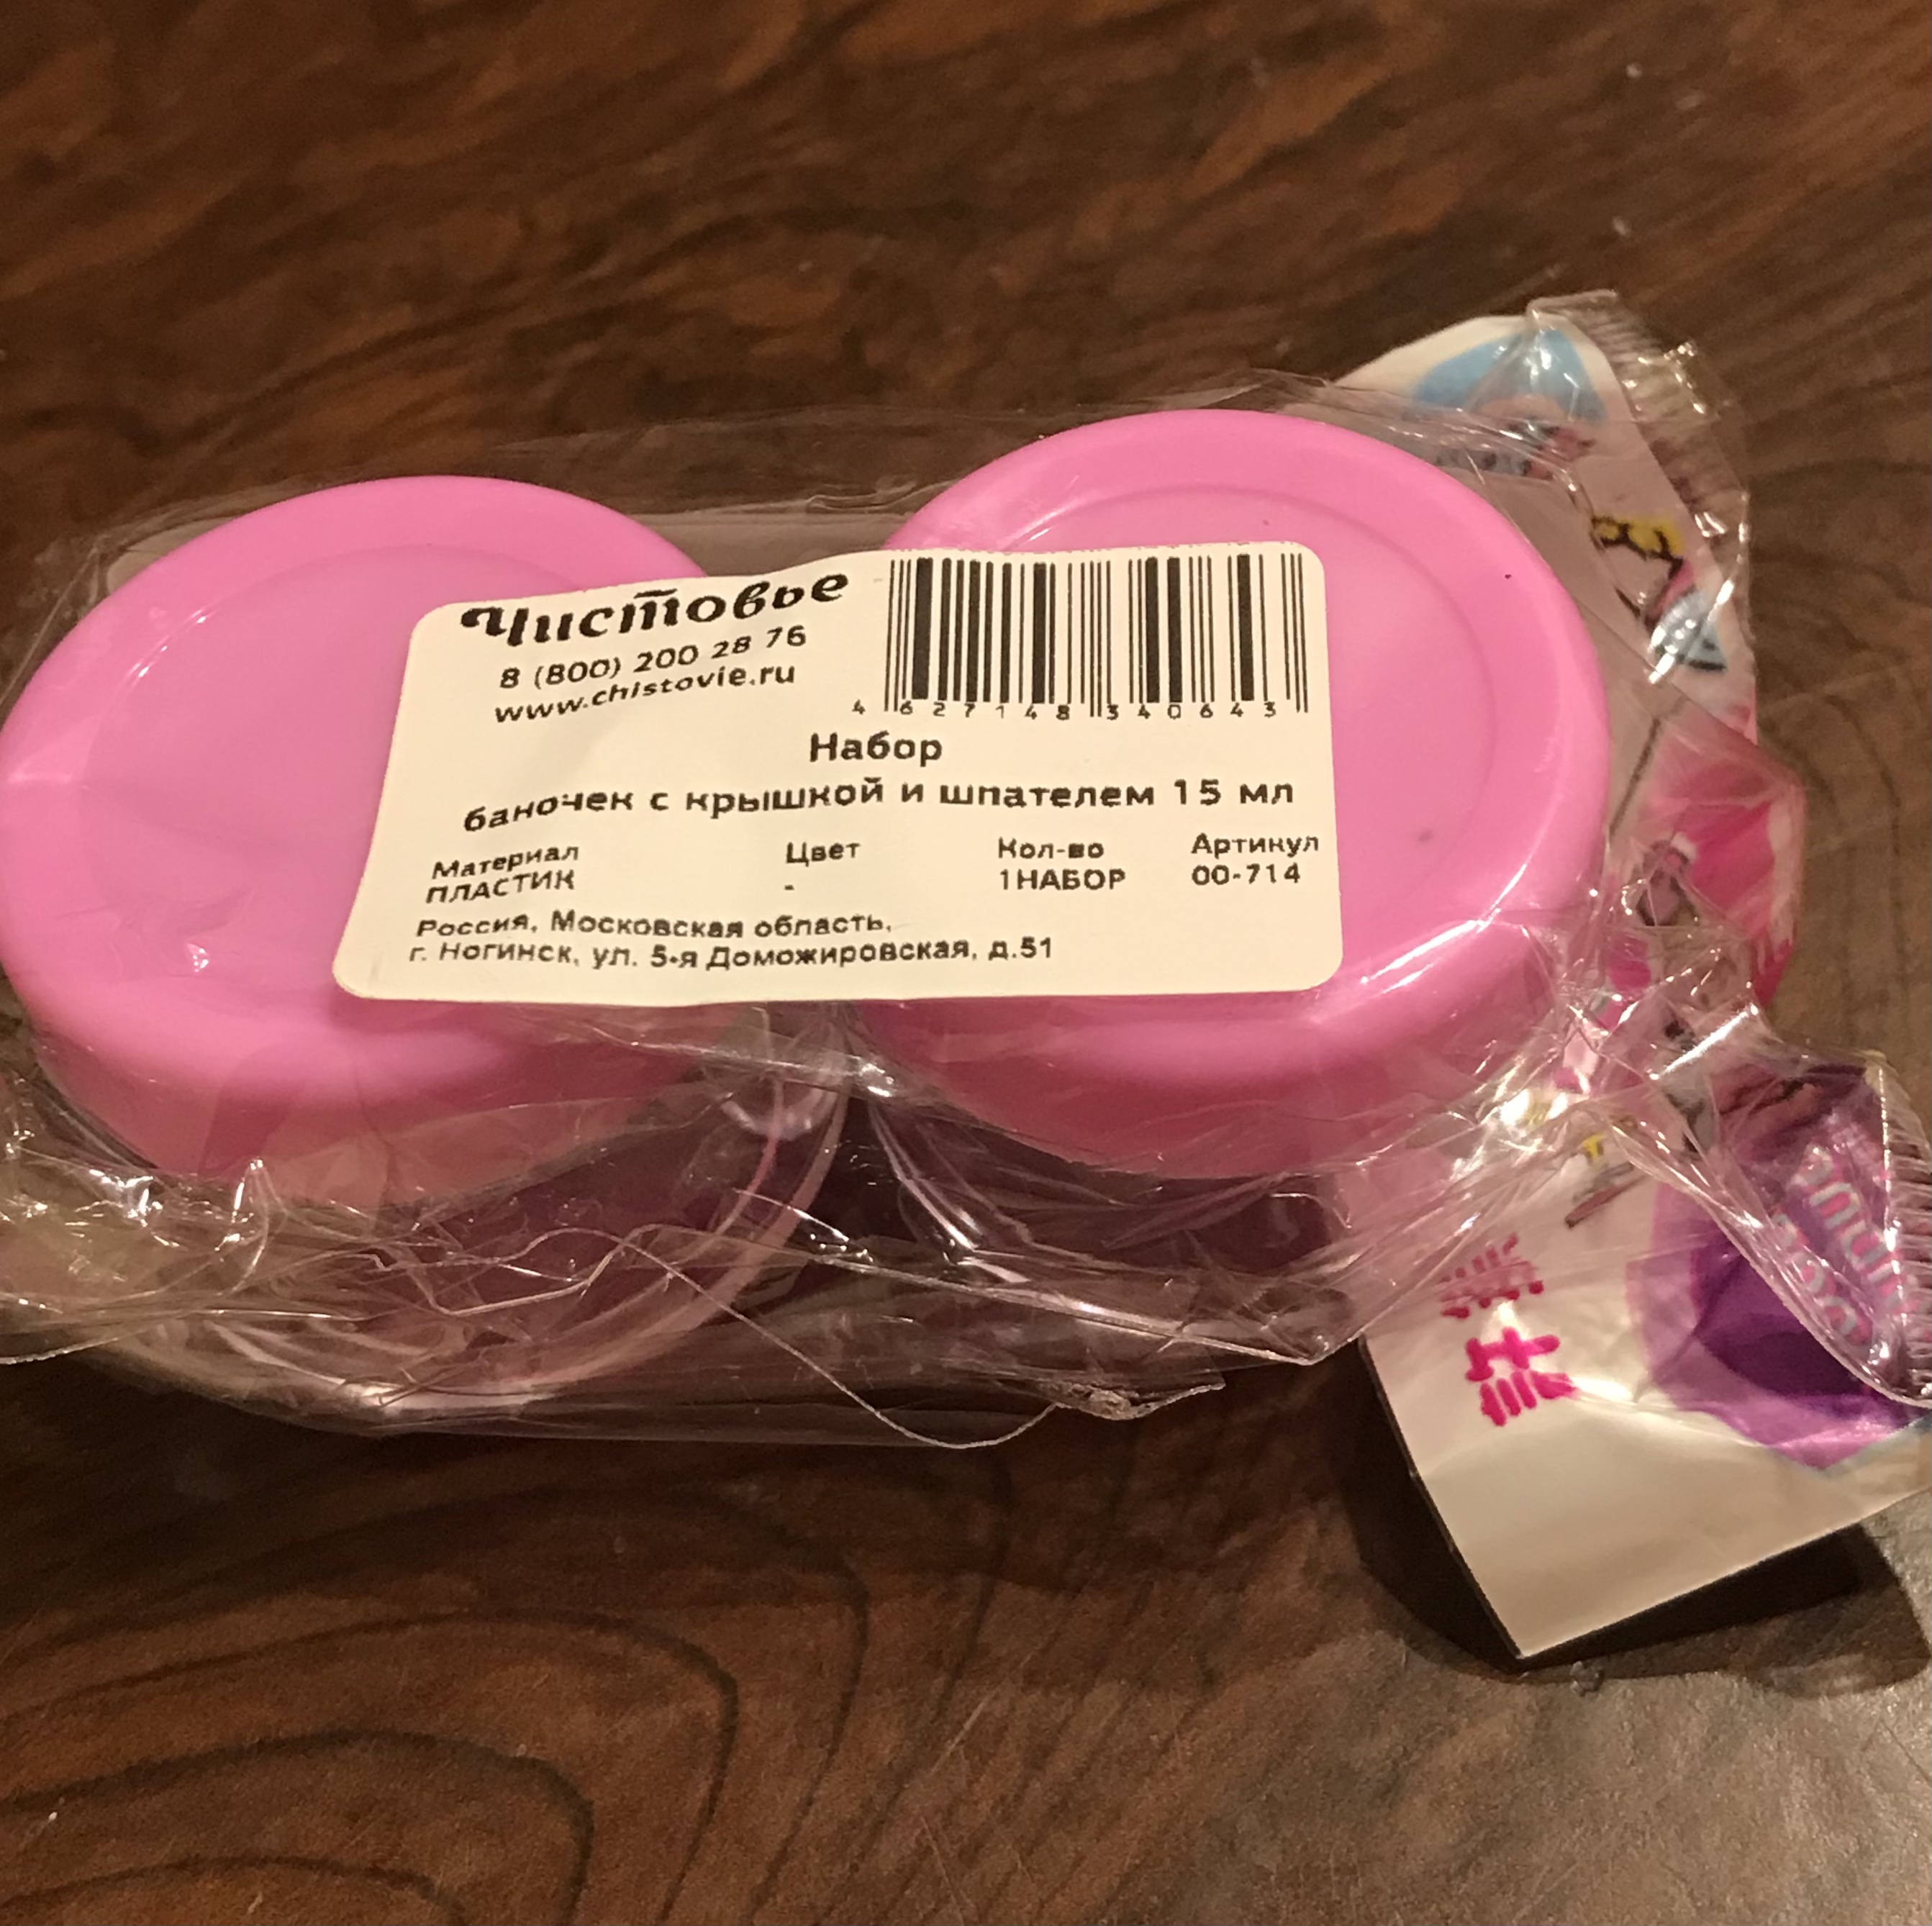 Чистовье
8 (800) 200 28 76
www.chistovie.ru
4 627148 340643
Набор
баночек с крышкой и шпателем 15 мл
Материал Цвет Кол-во Артикул
ПЛАСТИК - 1НАБОР 00-714
Россия, Московская область,
г. Ногинск, ул. 5-я Доможировская, д.51